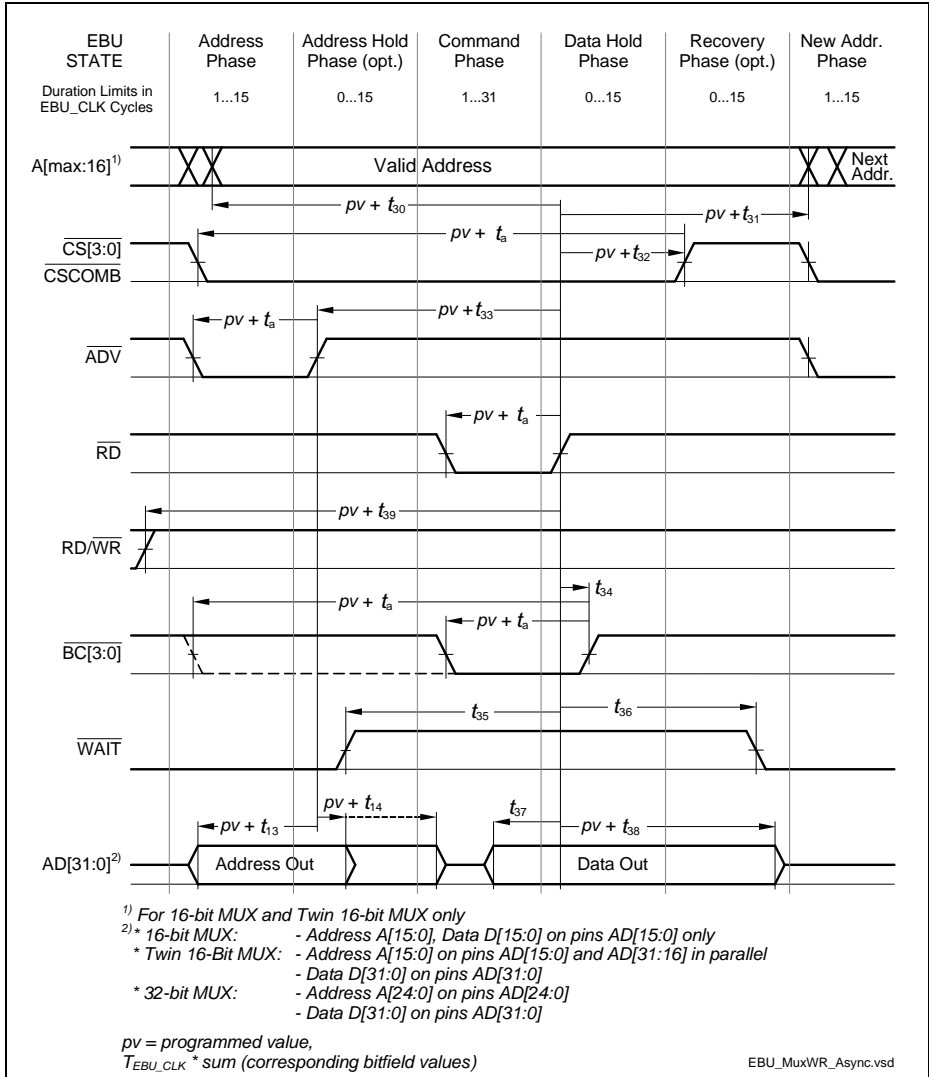 EBU STATE
Address Phase
Address Hold Phase (opt.)
Command Phase
Data Hold Phase
Recovery Phase (opt.)
New Addr. Phase
Duration Limits in EBU_CLK Cycles
1...15
0...15
1...31
0...15
0...15
1...15
A[max:16]1)
Valid Address
Next Addr.
pv + t30
pv + t31
CS[3:0]
CSCOMB
pv + ta
pv + t32
ADV
pv + ta
pv + t33
RD
pv + ta
RD/WR
pv + t39
BC[3:0]
t34
pv + ta
pv + ta
WAIT
t35
t36
AD[31:0]2)
pv + t13
pv + t14
t37
pv + t38
Address Out
Data Out
1) For 16-bit MUX and Twin 16-bit MUX only
2)* 16-bit MUX: - Address A[15:0], Data D[15:0] on pins AD[15:0] only
* Twin 16-Bit MUX: - Address A[15:0] on pins AD[15:0] and AD[31:16] in parallel
- Data D[31:0] on pins AD[31:0]
* 32-bit MUX: - Address A[24:0] on pins AD[24:0]
- Data D[31:0] on pins AD[31:0]
pv = programmed value,
TEBU_CLK * sum (corresponding bitfield values)
EBU_MuxWR_Async.vsd